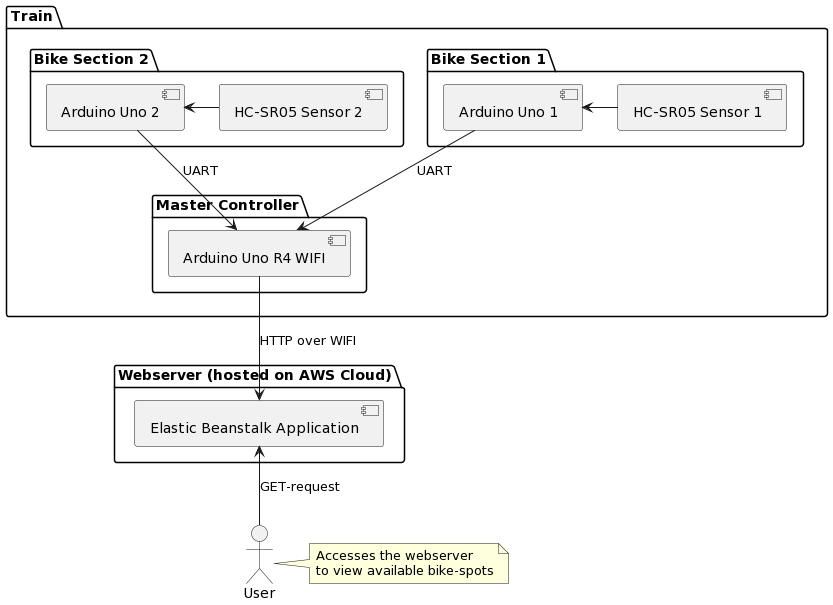 Train
Bike Section 2
Bike Section 1
Arduino Uno 2
HC-SR05 Sensor 2
Arduino Uno 1
HC-SR05 Sensor 1
UART
UART
Master Controller
Arduino Uno R4 WIFI
HTTP over WIFI
Webserver (hosted on AWS Cloud)
Elastic Beanstalk Application
GET-request
Accesses the webserver
to view available bike-spots
User